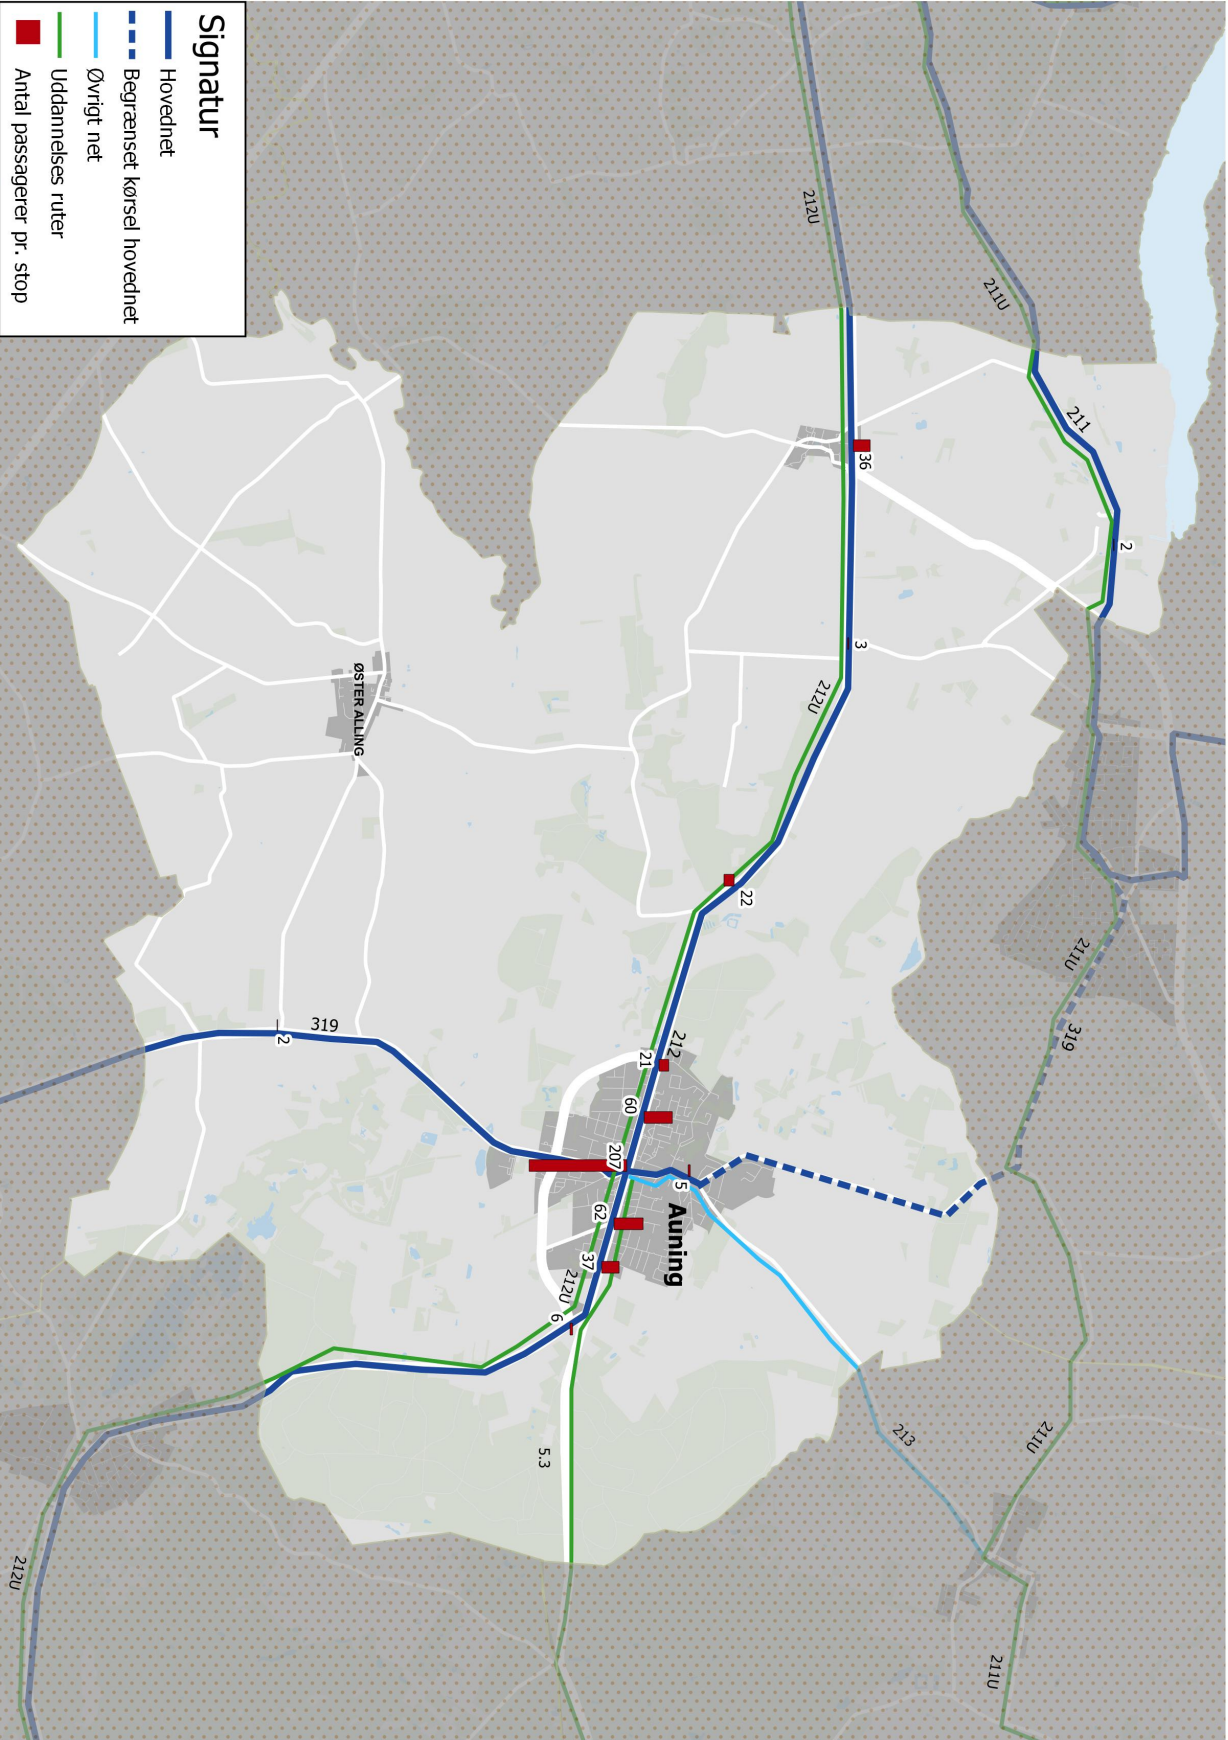 Signatur
Hovednet
Begrænset kørsel hovednet
Øvrigt net
Uddannelses ruter
Antal passagerer pr. stop
211U
211
2
212U
36
3
212U
22
211U
319
ØSTER ALLING
319
2
212
21
60
207
5
Auning
62
37
212U
6
5.3
213
211U
211U
212U